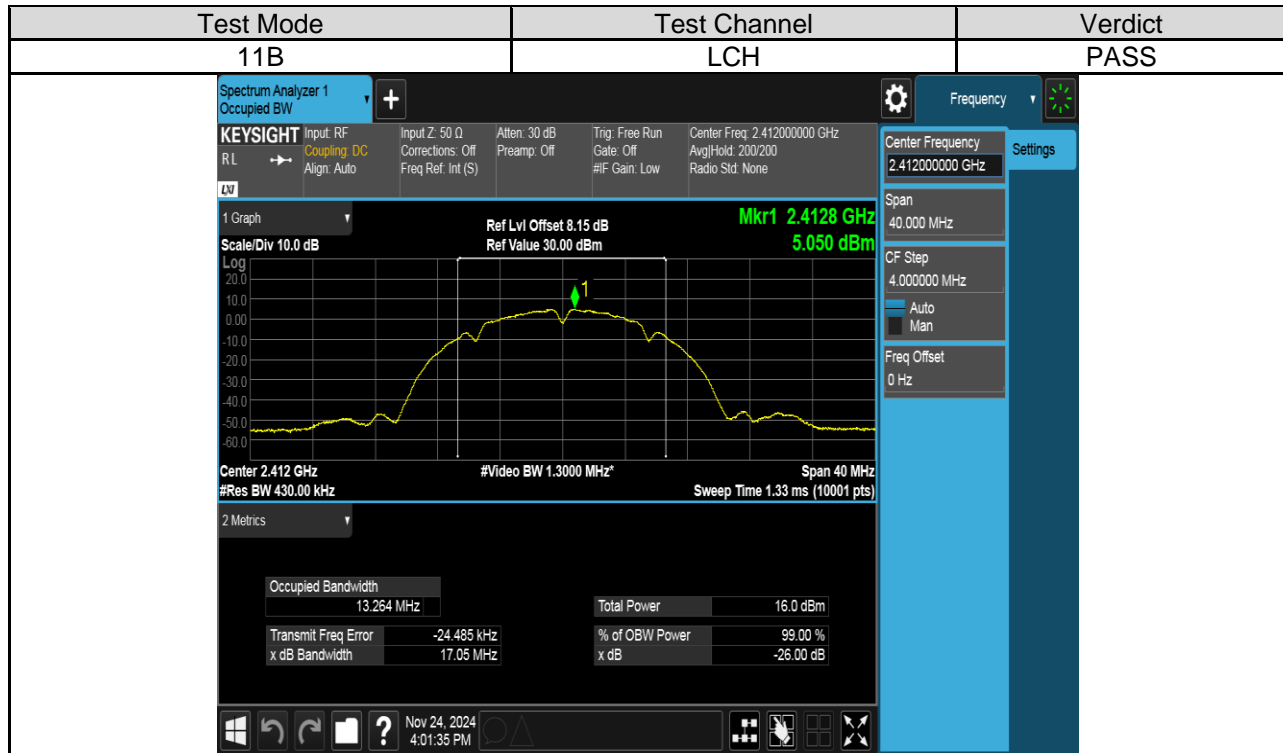 Test Mode Test Channel Verdict
11B LCH PASS
Spectrum Analyzer 1
Occupied BW
+
Frequency
KEYSIGHT
RL
LXI
Input: RF
Coupling: DC
Align: Auto
Input Z: 50 Ω
Corrections: Off
Freq Ref: Int (S)
Atten: 30 dB
Preamp: Off
Trig: Free Run
Gate: Off
#IF Gain: Low
Center Freq: 2.412000000 GHz
Avg|Hold: 200/200
Radio Std: None
Center Frequency
2.412000000 GHz
Settings
Span
40.000 MHz
CF Step
4.000000 MHz
Auto
Man
Freq Offset
0 Hz
1 Graph
Scale/Div 10.0 dB
Ref Lvl Offset 8.15 dB
Ref Value 30.00 dBm
Mkr1 2.4128 GHz
5.050 dBm
Log
20.0
10.0
0.00
-10.0
-20.0
-30.0
-40.0
-50.0
-60.0
1
Center 2.412 GHz
#Res BW 430.00 kHz
#Video BW 1.3000 MHz*
Span 40 MHz
Sweep Time 1.33 ms (10001 pts)
2 Metrics
Occupied Bandwidth
13.264 MHz
Total Power 16.0 dBm
Transmit Freq Error -24.485 kHz
% of OBW Power 99.00 %
x dB Bandwidth 17.05 MHz
x dB -26.00 dB
?
Nov 24, 2024
4:01:35 PM